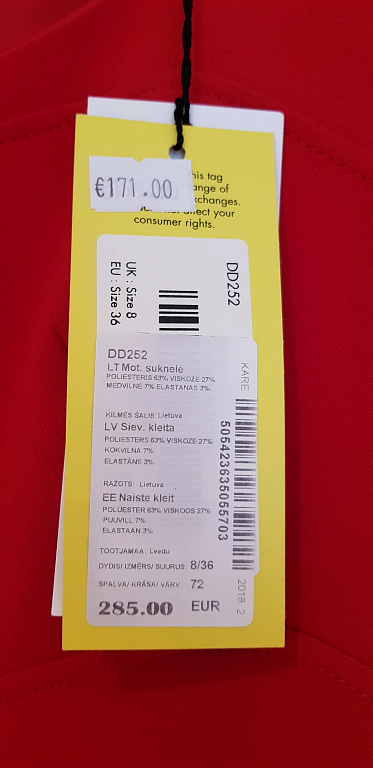 €171.00
this tag
ange of
xchanges.
affect your
consumer rights.
DD252
UK : Size 8
EU : Size 36
DD252
LT Mot. suknelė
POLIESTERIS 63% VISKOZĖ 27%
MEDVILNĖ 7% ELASTANAS 3%
KILMĖS ŠALIS: Lietuva
LV Siev. kleita
POLIESTERS 63% VISKOZE 27%
KOKVILNA 7%
ELASTĀNS 3%
RAŽOTS: Lietuva
EE Naiste kleit
POLÜESTER 63% VISKOOS 27%
PUUVILL 7%
ELASTAAN 3%
TOOTJAMAA: Leedu
DYDIS/ IZMĒRS/ SUURUS: 8/36
SPALVA/ KRĀSA/ VÄRV 72
285.00 EUR
KARE
505423635055703
2018 2